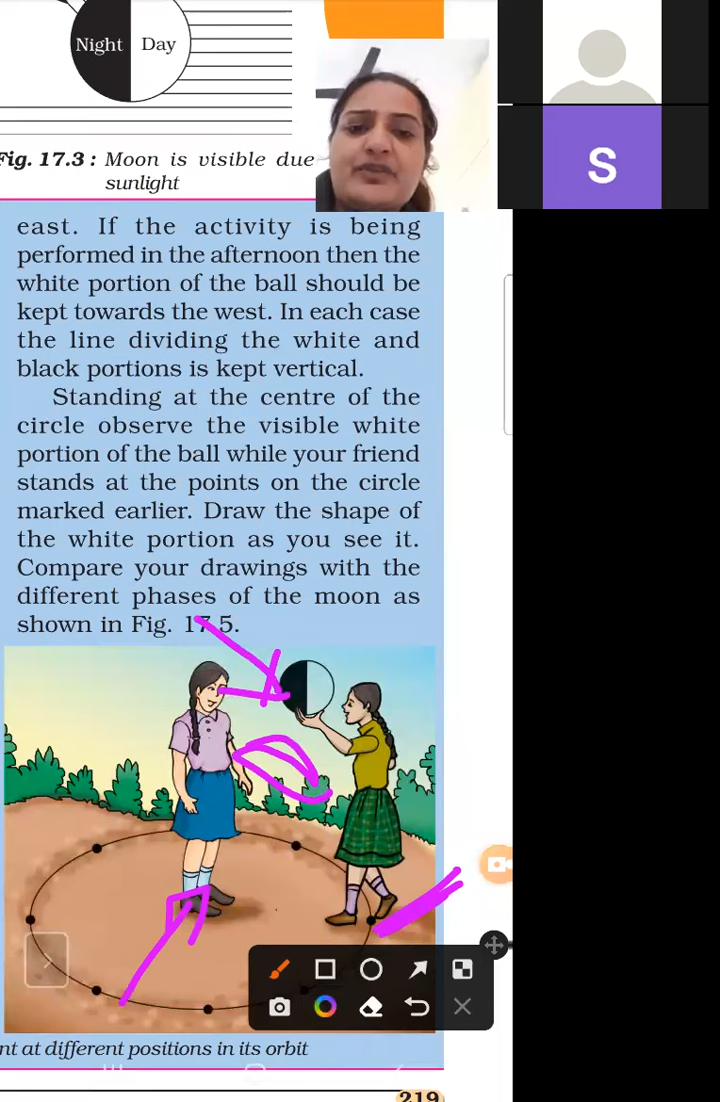 Night Day
Fig. 17.3 : Moon is visible due
sunlight
S
east. If the activity is being
performed in the afternoon then the
white portion of the ball should be
kept towards the west. In each case
the line dividing the white and
black portions is kept vertical.
Standing at the centre of the
circle observe the visible white
portion of the ball while your friend
stands at the points on the circle
marked earlier. Draw the shape of
the white portion as you see it.
Compare your drawings with the
different phases of the moon as
shown in Fig. 17.5.
nt at different positions in its orbit
219